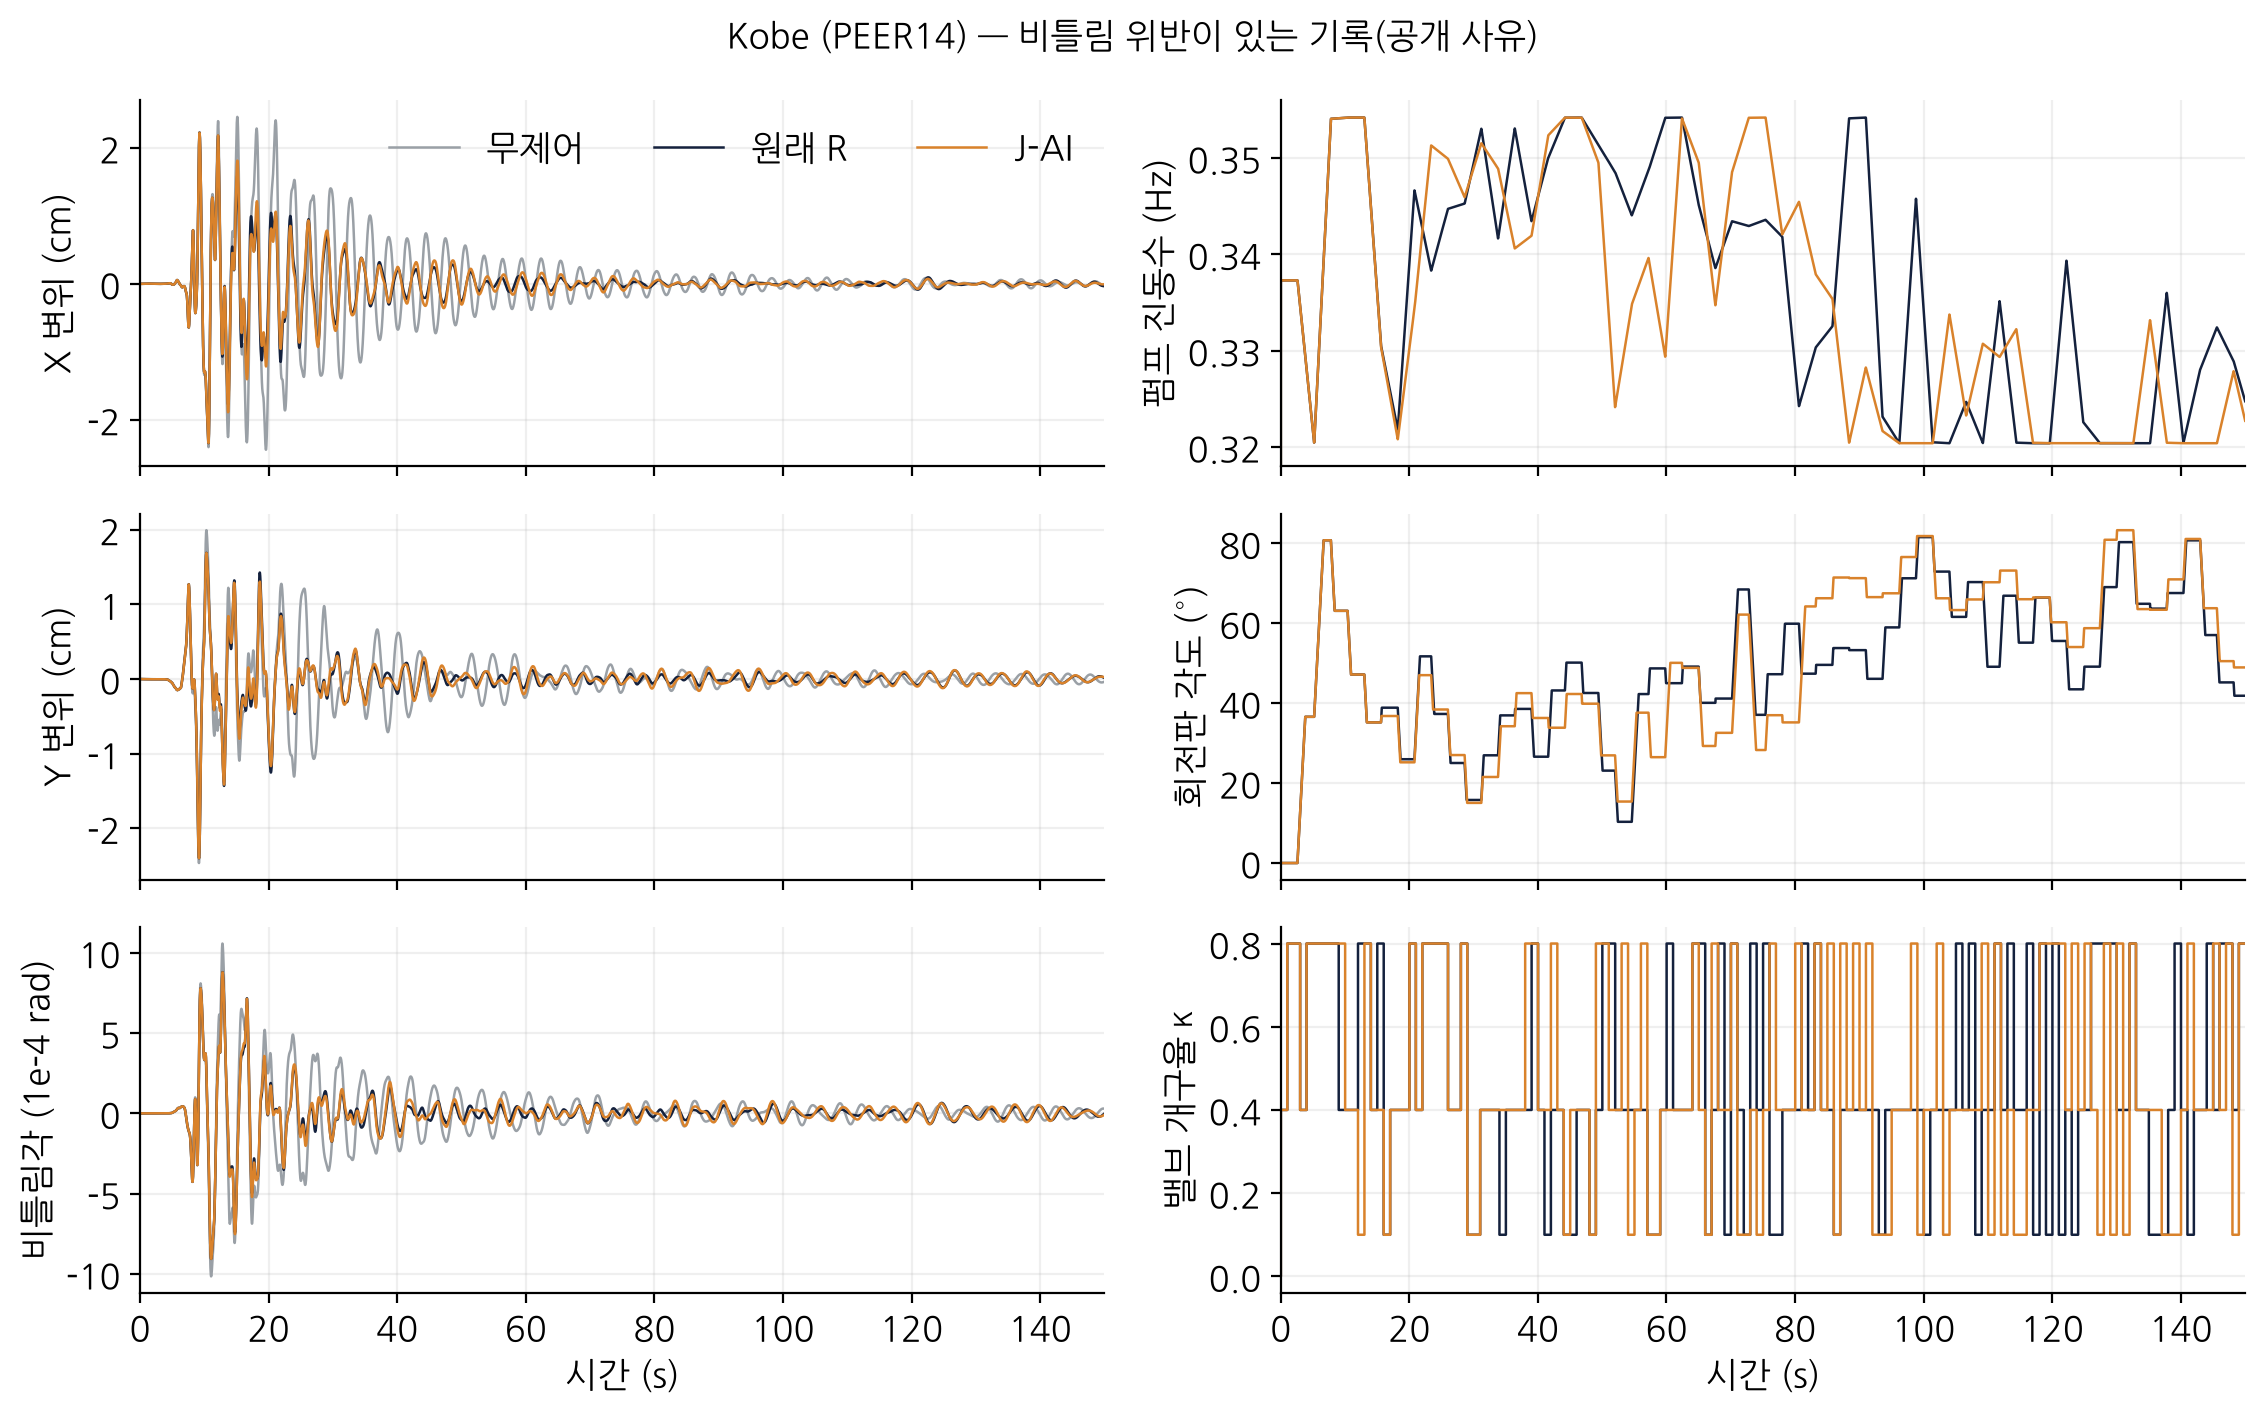 Kobe (PEER14) — 비틀림 위반이 있는 기록(공개 사유)
X 변위 (cm)
2
0
-2
무제어
원래 R
J-AI
펌프 진동수 (Hz)
0.35
0.34
0.33
0.32
Y 변위 (cm)
2
1
0
-1
-2
회전판 각도 (°)
80
60
40
20
0
비틀림각 (1e-4 rad)
10
5
0
-5
-10
0 20 40 60 80 100 120 140
시간 (s)
밸브 개구율 κ
0.8
0.6
0.4
0.2
0.0
0 20 40 60 80 100 120 140
시간 (s)